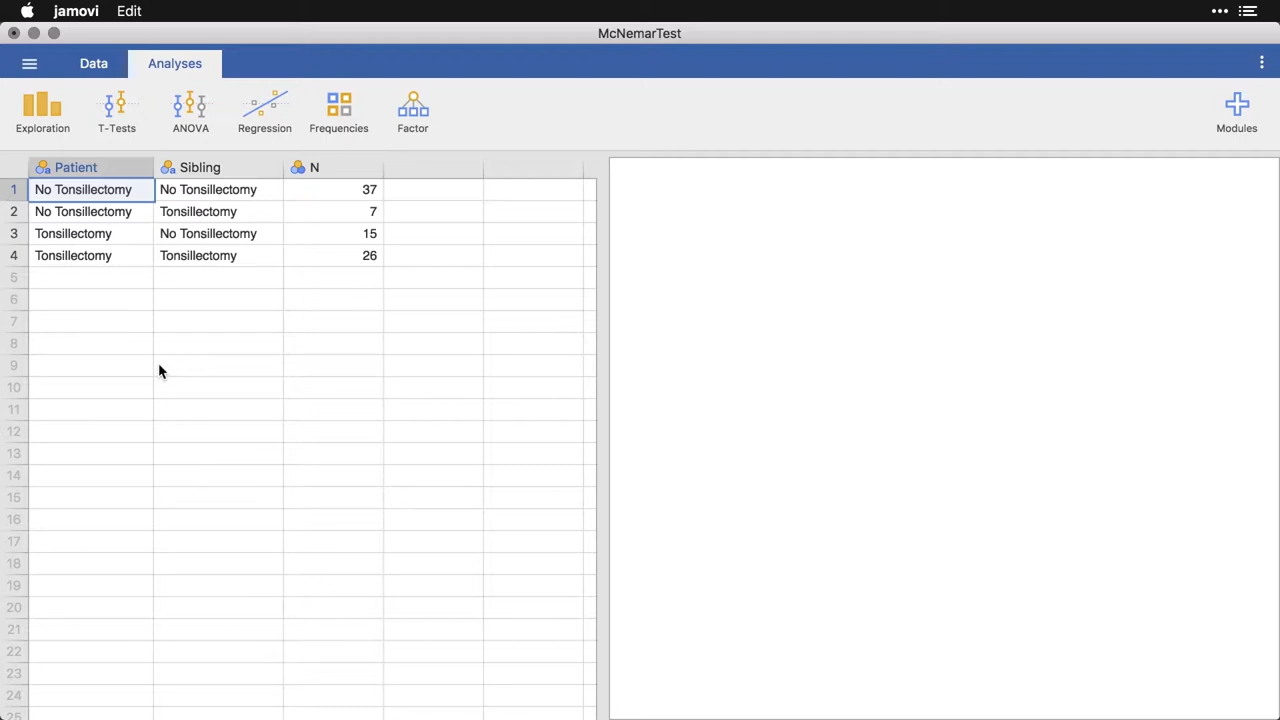 jamovi Edit
McNemarTest
Data Analyses
Exploration T-Tests ANOVA Regression Frequencies Factor Modules
Patient Sibling N
1 No Tonsillectomy No Tonsillectomy 37
2 No Tonsillectomy Tonsillectomy 7
3 Tonsillectomy No Tonsillectomy 15
4 Tonsillectomy Tonsillectomy 26
5
6
7
8
9
10
11
12
13
14
15
16
17
18
19
20
21
22
23
24
25